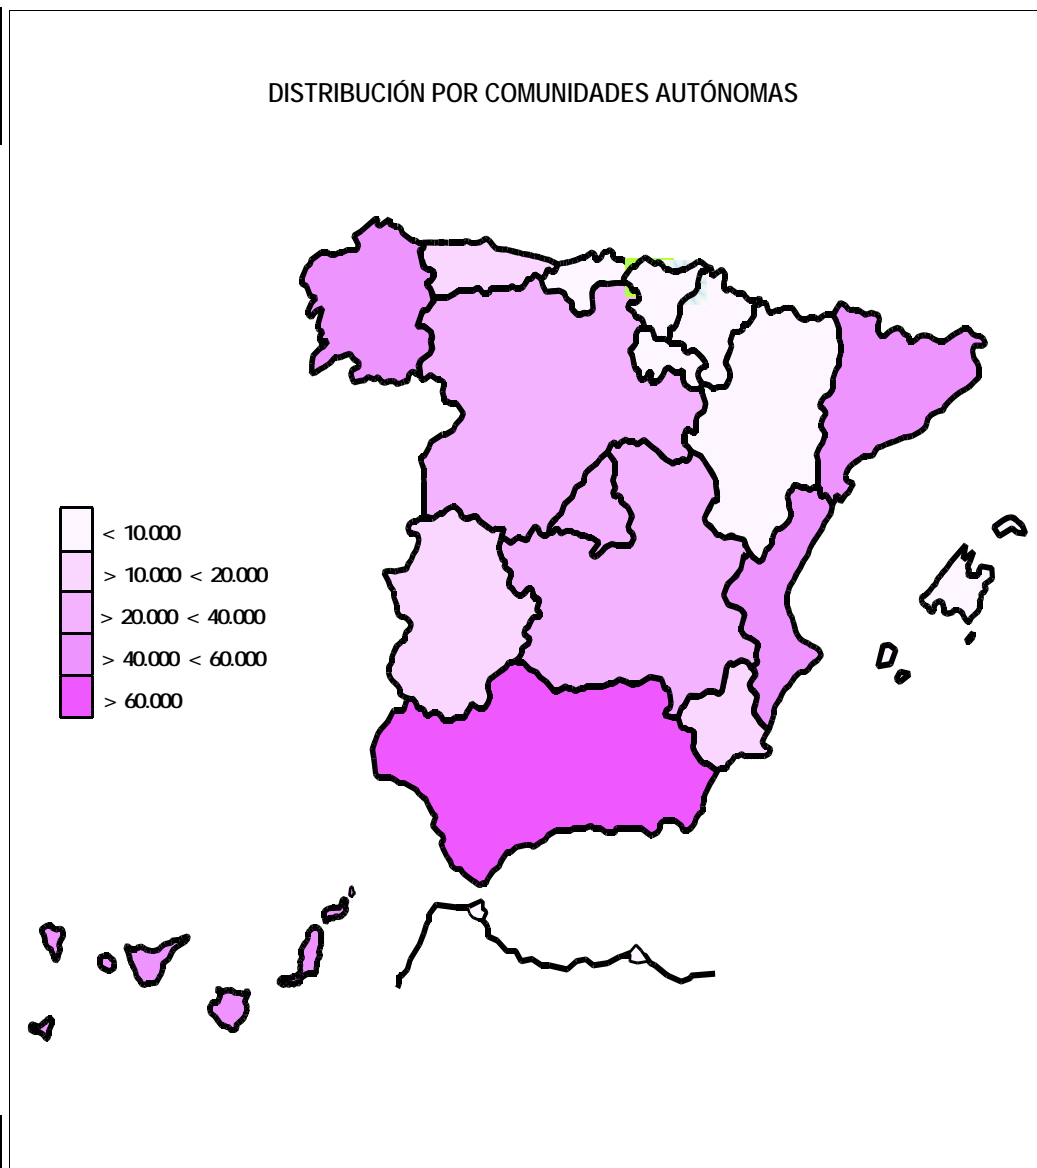 DISTRIBUCIÓN POR COMUNIDADES AUTÓNOMAS
< 10.000
> 10.000 < 20.000
> 20.000 < 40.000
> 40.000 < 60.000
> 60.000